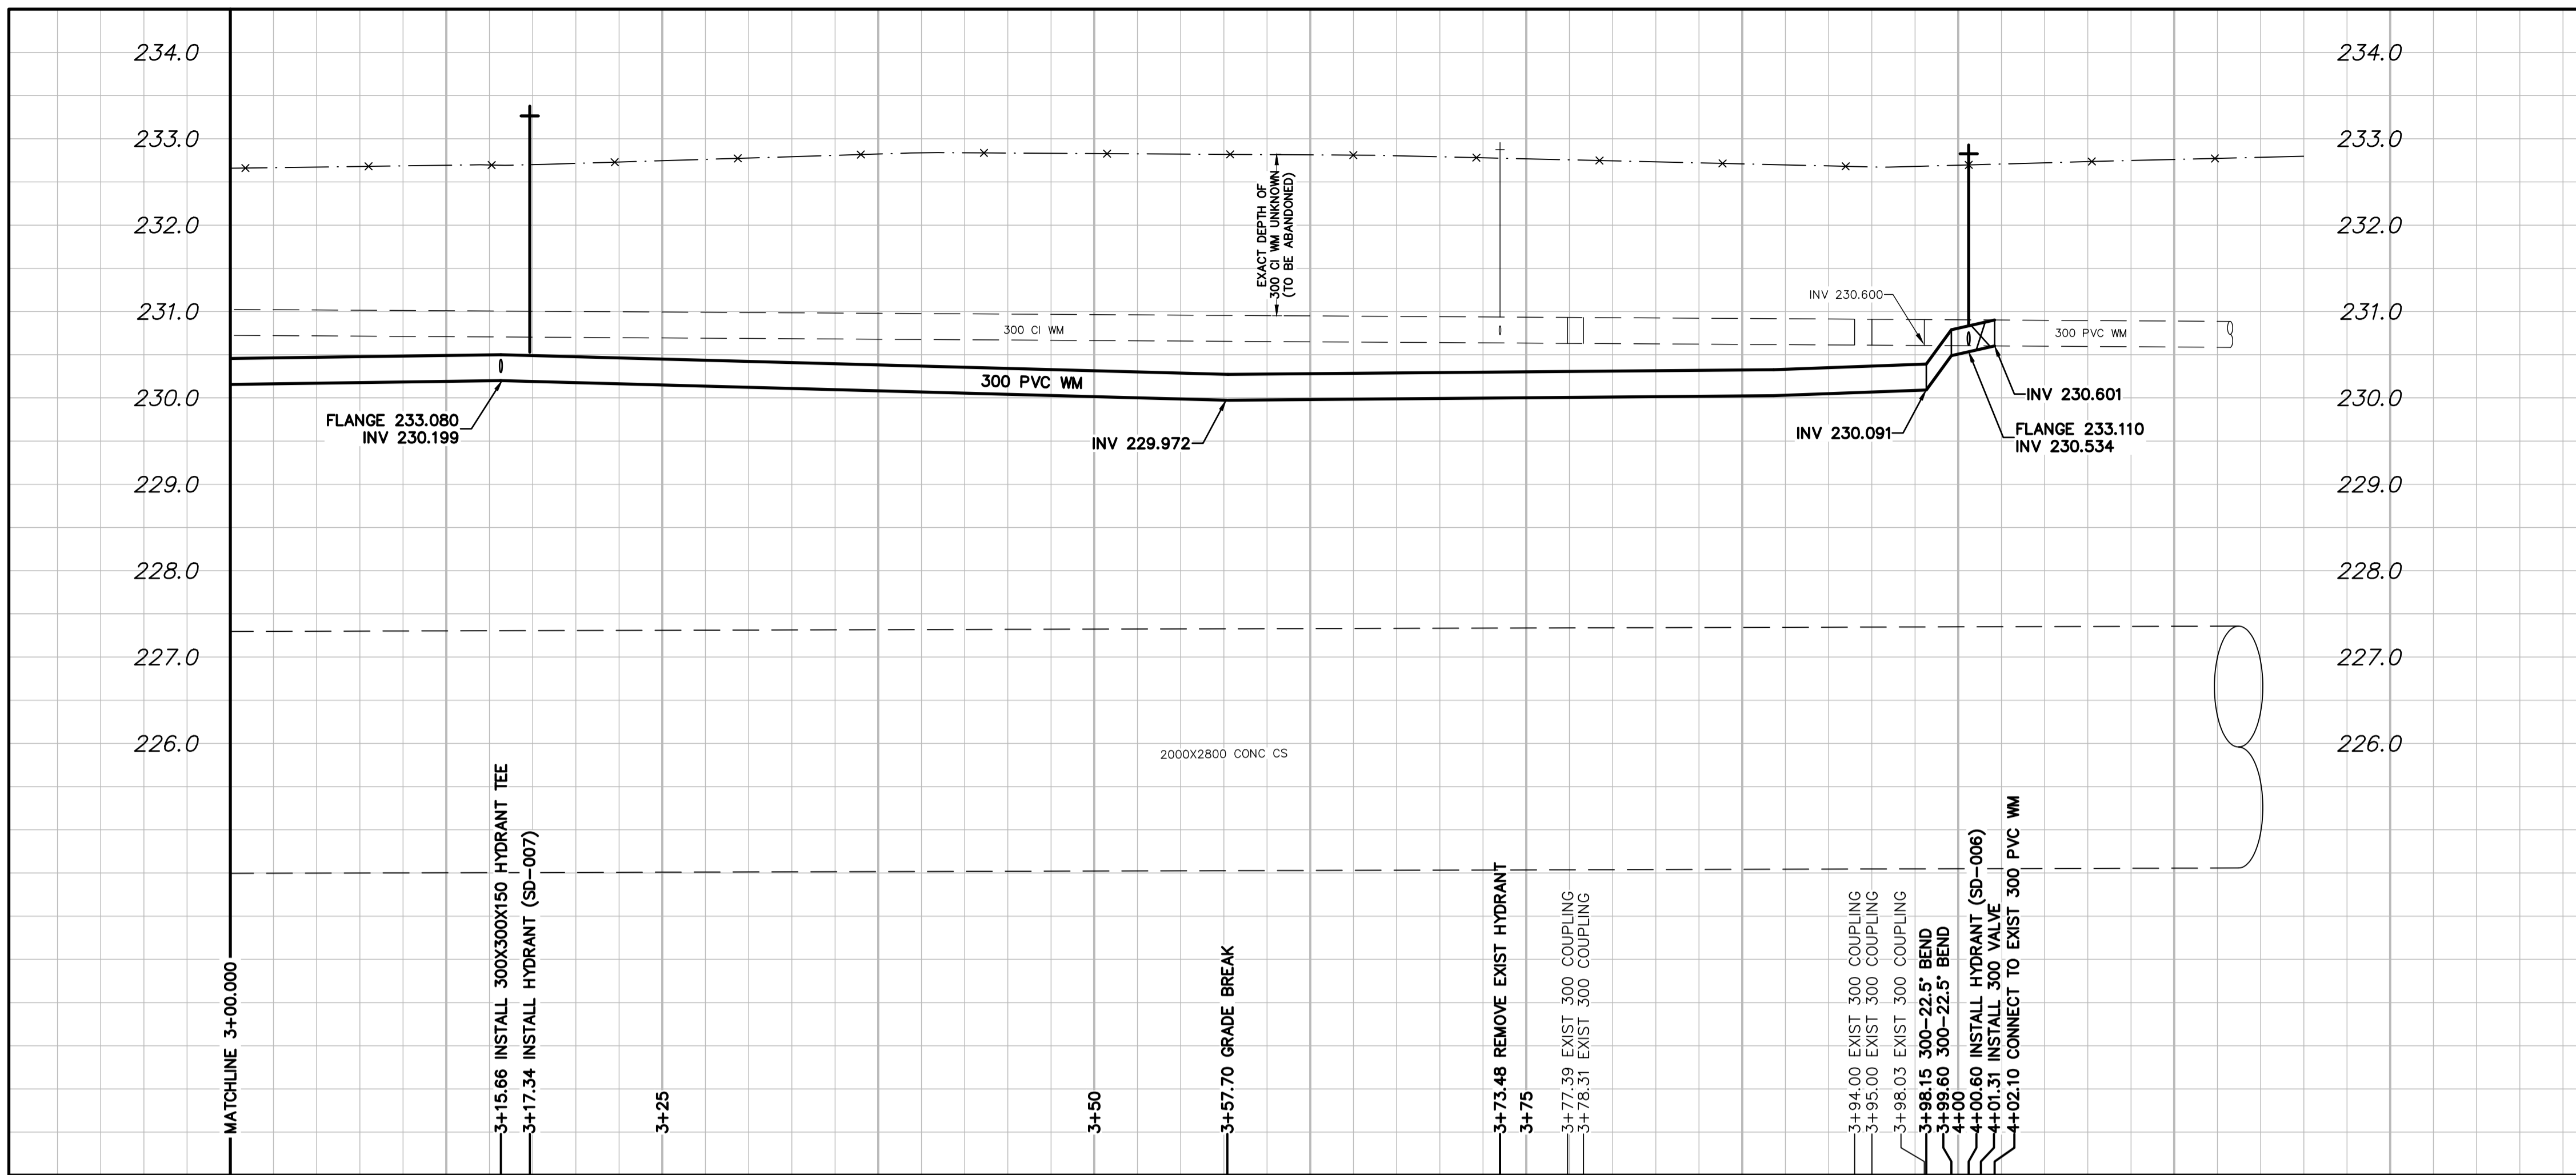 234.0
234.0
233.0
233.0
232.0
232.0
231.0
231.0
230.0
230.0
229.0
229.0
228.0
228.0
227.0
227.0
226.0
226.0
EXACT DEPTH OF
300 CI WM UNKNOWN
(TO BE ABANDONED)
INV 230.600
300 CI WM
300 PVC WM
300 PVC WM
FLANGE 233.080
INV 230.199
INV 229.972
INV 230.091
INV 230.601
FLANGE 233.110
INV 230.534
2000X2800 CONC CS
MATCHLINE 3+00.000
3+15.66 INSTALL 300X300X150 HYDRANT TEE
3+17.34 INSTALL HYDRANT (SD-007)
3+25
3+50
3+57.70 GRADE BREAK
3+73.48 REMOVE EXIST HYDRANT
3+75
3+77.39 EXIST 300 COUPLING
3+78.31 EXIST 300 COUPLING
3+94.00 EXIST 300 COUPLING
3+95.00 EXIST 300 COUPLING
3+98.03 EXIST 300 COUPLING
3+98.15 300-22.5° BEND
3+99.60 300-22.5° BEND
4+00
4+00.60 INSTALL HYDRANT (SD-006)
4+01.31 INSTALL 300 VALVE
4+02.10 CONNECT TO EXIST 300 PVC WM